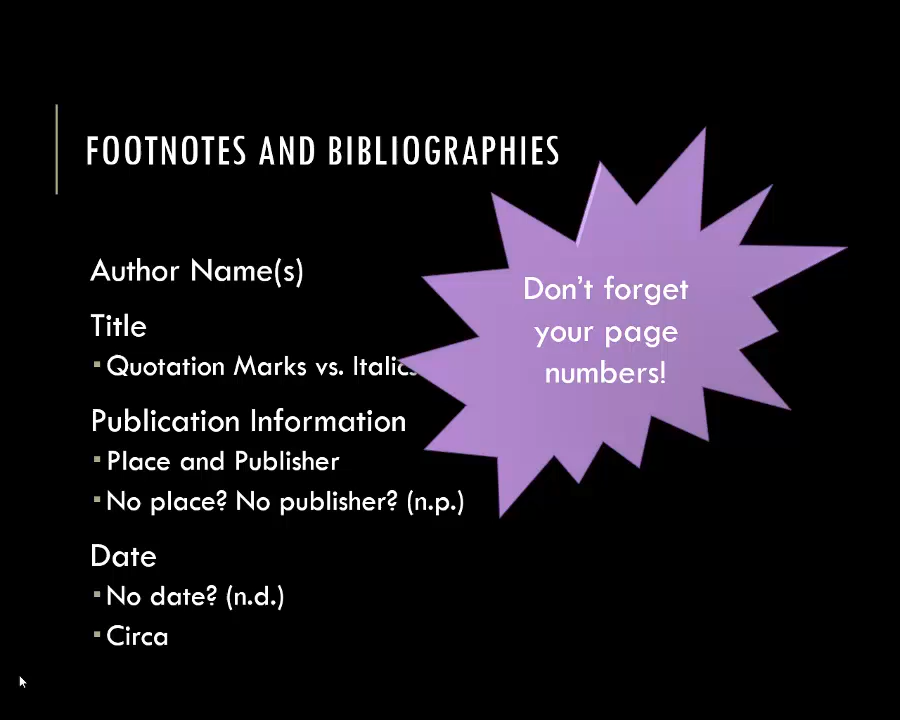 FOOTNOTES AND BIBLIOGRAPHIES
Author Name(s)
Title
▪ Quotation Marks vs. Italics
Publication Information
▪ Place and Publisher
▪ No place? No publisher? (n.p.)
Date
▪ No date? (n.d.)
▪ Circa
Don't forget
your page
numbers!